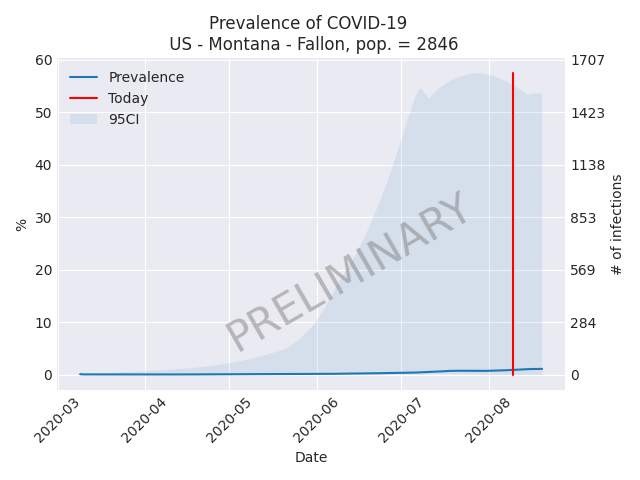 Prevalence of COVID-19
US - Montana - Fallon, pop. = 2846
Prevalence
Today
95CI
PRELIMINARY
%
60
50
40
30
20
10
0
1707
1423
1138
853
569
284
0
# of infections
2020-03
2020-04
2020-05
2020-06
2020-07
2020-08
Date